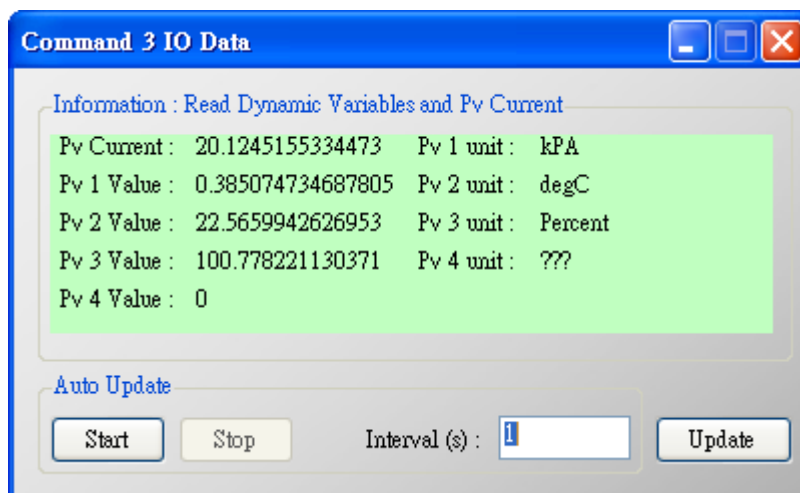 Command 3 IO Data
Information : Read Dynamic Variables and Pv Current
Pv Current : 20.1245155334473 Pv 1 unit : kPA
Pv 1 Value : 0.385074734687805 Pv 2 unit : degC
Pv 2 Value : 22.5659942626953 Pv 3 unit : Percent
Pv 3 Value : 100.778221130371 Pv 4 unit : ???
Pv 4 Value : 0
Auto Update
Start Stop Interval (s) : 1 Update